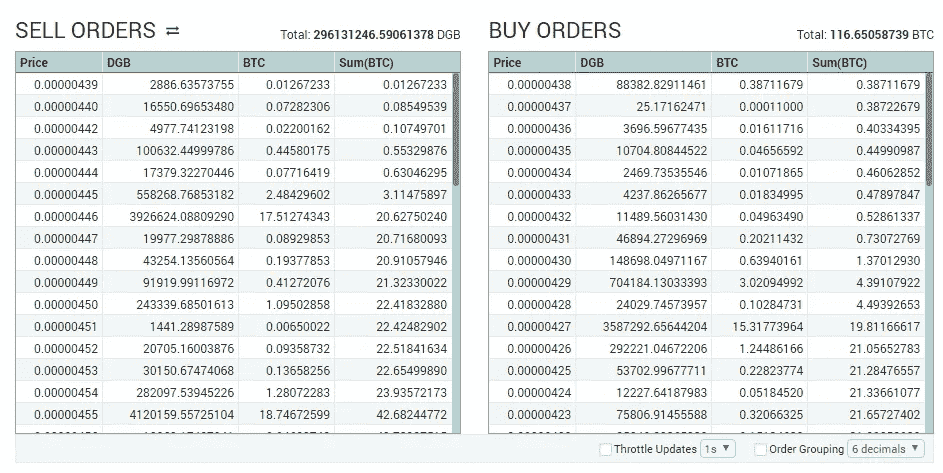 SELL ORDERS ⇄
Total: 296131246.59061378 DGB
Price DGB BTC Sum(BTC)
0.00000439 2886.63573755 0.01267233 0.01267233
0.00000440 16550.69653480 0.07282306 0.08549539
0.00000442 4977.74123198 0.02200162 0.10749701
0.00000443 100632.44999786 0.44580175 0.55329876
0.00000444 17379.32270446 0.07716419 0.63046295
0.00000445 558268.76853182 2.48429602 3.11475897
0.00000446 3926624.08809290 17.51274343 20.62750240
0.00000447 19977.29878886 0.08929853 20.71680093
0.00000448 43254.13560564 0.19377853 20.91057946
0.00000449 91919.99116972 0.41272076 21.32330022
0.00000450 243339.68501613 1.09502858 22.41832880
0.00000451 1441.28987589 0.00650022 22.42482902
0.00000452 20705.16003876 0.09358732 22.51841634
0.00000453 30150.67474068 0.13658256 22.65499890
0.00000454 282097.53945226 1.28072283 23.93572173
0.00000455 4120159.55725104 18.74672599 42.68244772
BUY ORDERS
Total: 116.65058739 BTC
Price DGB BTC Sum(BTC)
0.00000438 88382.82911461 0.38711679 0.38711679
0.00000437 25.17162471 0.00011000 0.38722679
0.00000436 3696.59677435 0.01611716 0.40334395
0.00000435 10704.80844522 0.04656592 0.44990987
0.00000434 2469.73535546 0.01071865 0.46062852
0.00000433 4237.86265677 0.01834995 0.47897847
0.00000432 11489.56031430 0.04963490 0.52861337
0.00000431 46894.27296969 0.20211432 0.73072769
0.00000430 148698.04971167 0.63940161 1.37012930
0.00000429 704184.13033393 3.02094992 4.39107922
0.00000428 24029.74573957 0.10284731 4.49392653
0.00000427 3587292.65644204 15.31773964 19.81166617
0.00000426 292221.04672206 1.24486166 21.05652783
0.00000425 53702.99677711 0.22823774 21.28476557
0.00000424 12227.64187983 0.05184520 21.33661077
0.00000423 75806.91455588 0.32066325 21.65727402
Throttle Updates 1s ▼ Order Grouping 6 decimals ▼